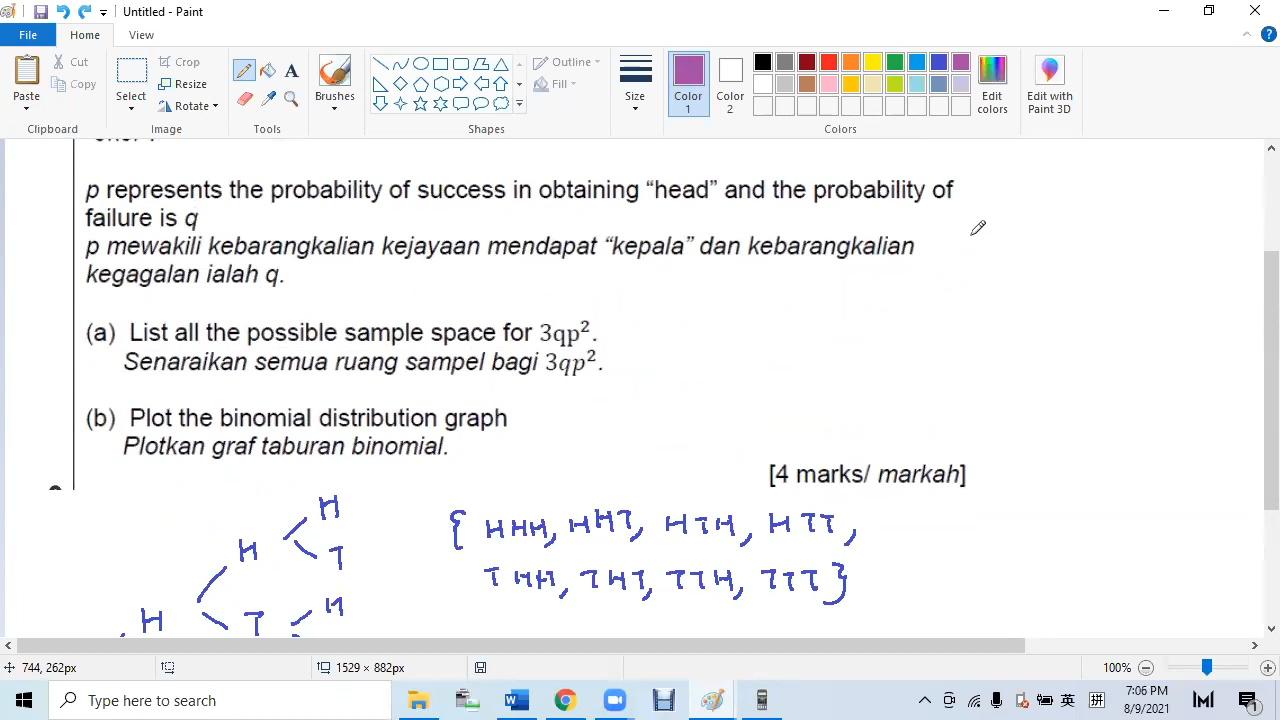 Untitled - Paint
File Home View
Paste
Cut
Copy
Clipboard
Select
Crop
Resize
Rotate
Image
A
Tools
Brushes
Outline
Fill
Shapes
Size
Color 1
Color 2
Edit colors
Colors
Edit with Paint 3D
p represents the probability of success in obtaining “head” and the probability of
failure is q
p mewakili kebarangkalian kejayaan mendapat “kepala” dan kebarangkalian
kegagalan ialah q.
(a) List all the possible sample space for 3qp².
Senaraikan semua ruang sampel bagi 3qp².
(b) Plot the binomial distribution graph
Plotkan graf taburan binomial.
[4 marks/ markah]
H
H
T
H
T
H
{ HHH, HHT, HTH, HTT,
THH, THT, TTH, TTT }
744, 262px
1529 × 882px
100%
Type here to search
W
英
拼
7:06 PM
8/9/2021
1